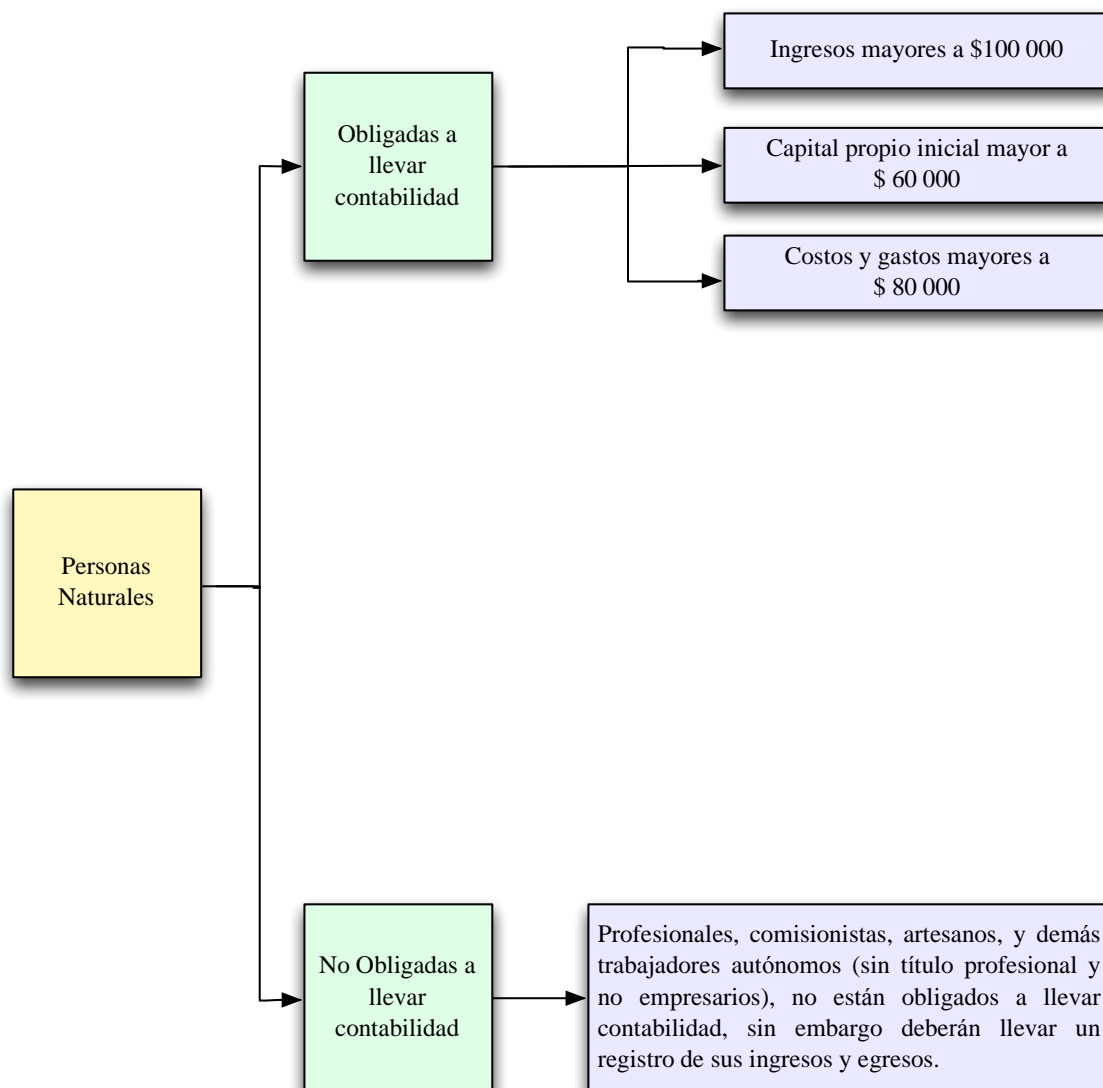 Ingresos mayores a $100 000
Obligadas a
llevar
contabilidad
Capital propio inicial mayor a
$ 60 000
Costos y gastos mayores a
$ 80 000
Personas
Naturales
No Obligadas a
llevar
contabilidad
Profesionales, comisionistas, artesanos, y demás
trabajadores autónomos (sin título profesional y
no empresarios), no están obligados a llevar
contabilidad, sin embargo deberán llevar un
registro de sus ingresos y egresos.